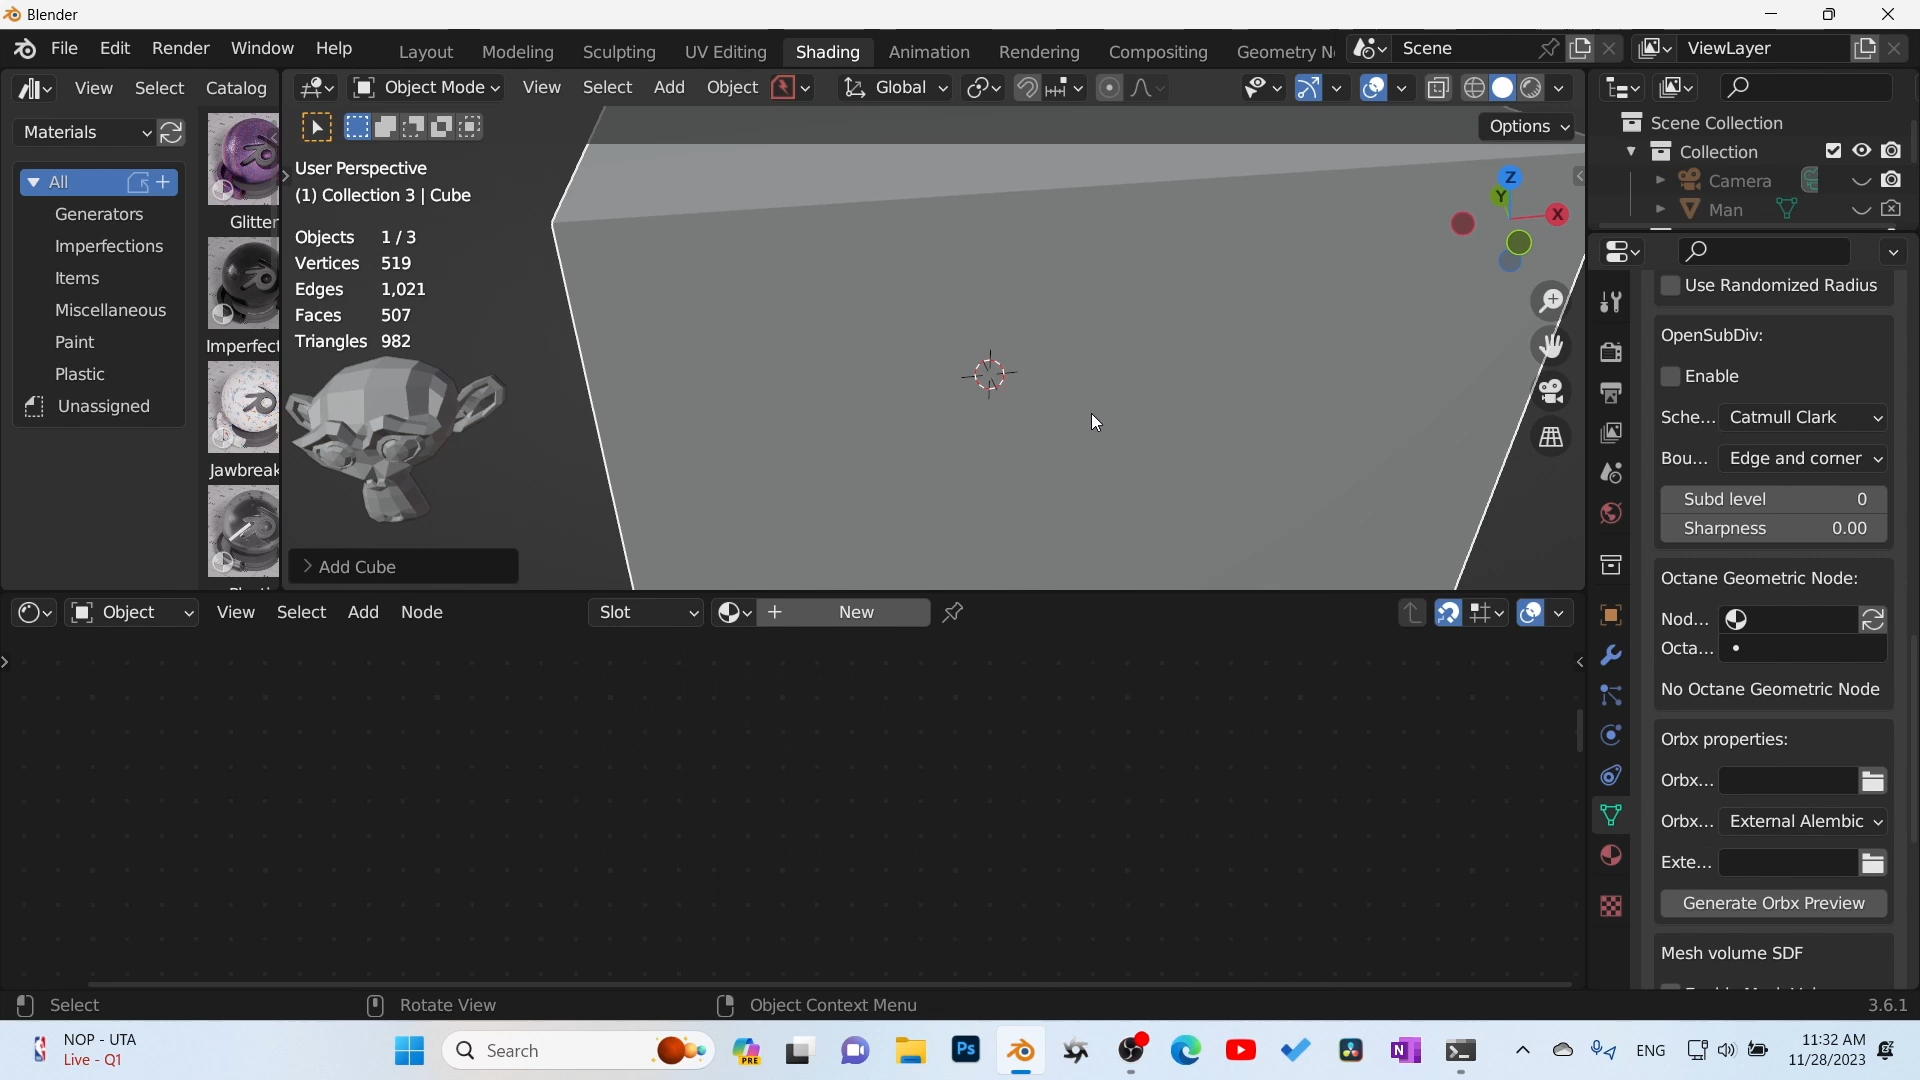 Blender
File Edit Render Window Help Layout Modeling Sculpting UV Editing Shading Animation Rendering Compositing Geometry N Scene ViewLayer
View Select Catalog
Object Mode View Select Add Object Global
Materials
Options
All
Generators
Imperfections
Items
Miscellaneous
Paint
Plastic
Unassigned
Glitter
Imperfect
Jawbreak
User Perspective
(1) Collection 3 | Cube
Objects 1/3
Vertices 519
Edges 1,021
Faces 507
Triangles 982
Z
Y
X
Add Cube
Scene Collection
Collection
Camera
Man
Use Randomized Radius
OpenSubDiv:
Enable
Sche... Catmull Clark
Bou... Edge and corner
Subd level 0
Sharpness 0.00
Octane Geometric Node:
Nod...
Octa...
No Octane Geometric Node
Orbx properties:
Orbx...
Orbx... External Alembic
Exte...
Generate Orbx Preview
Mesh volume SDF
Object View Select Add Node Slot New
Select Rotate View Object Context Menu 3.6.1
NOP - UTA
Live - Q1
Search
PRE
Ps
ENG
11:32 AM
11/28/2023